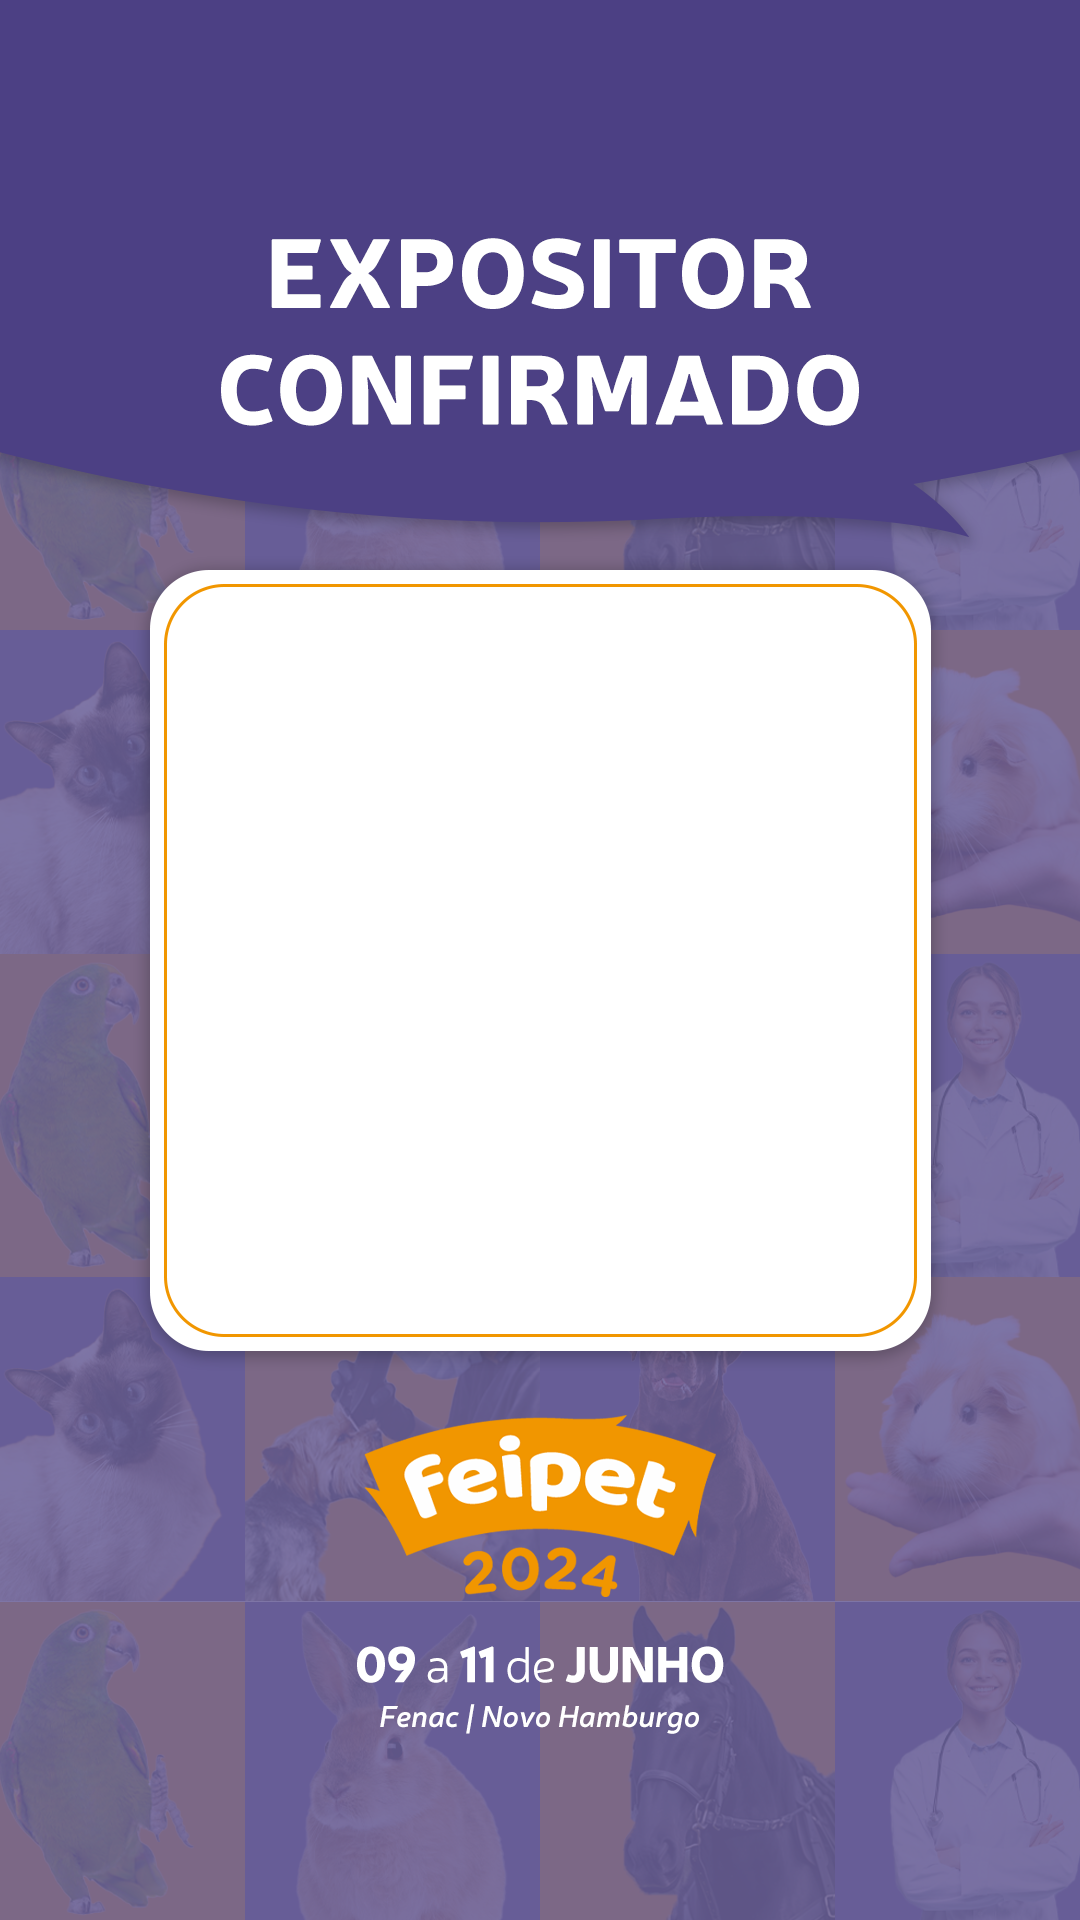 EXPOSITOR
CONFIRMADO
feipet
2024
09 a 11 de JUNHO
Fenac | Novo Hamburgo